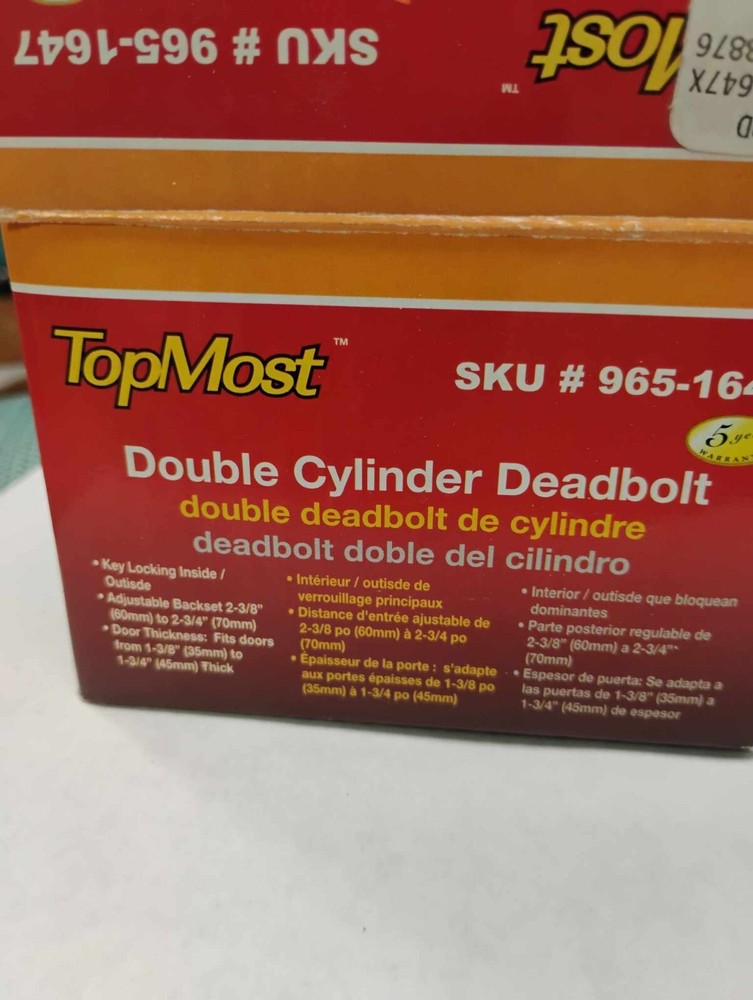 SKU # 965-1647
Most
™
8876
647X
TopMost™
SKU # 965-164
5 ye
WARRAN
Double Cylinder Deadbolt
double deadbolt de cylindre
deadbolt doble del cilindro
• Key Locking Inside /
Outisde
• Adjustable Backset 2-3/8"
(60mm) to 2-3/4" (70mm)
• Door Thickness: Fits doors
from 1-3/8" (35mm) to
1-3/4" (45mm) Thick
• Intérieur / outisde de
verrouillage principaux
• Distance d'entrée ajustable de
2-3/8 po (60mm) à 2-3/4 po
(70mm)
• Épaisseur de la porte : s'adapte
aux portes épaisses de 1-3/8 po
(35mm) à 1-3/4 po (45mm)
• Interior / outisde que bloquean
dominantes
• Parte posterior regulable de
2-3/8" (60mm) a 2-3/4"
(70mm)
• Espesor de puerta: Se adapta a
las puertas de 1-3/8" (35mm) a
1-3/4" (45mm) de espesor